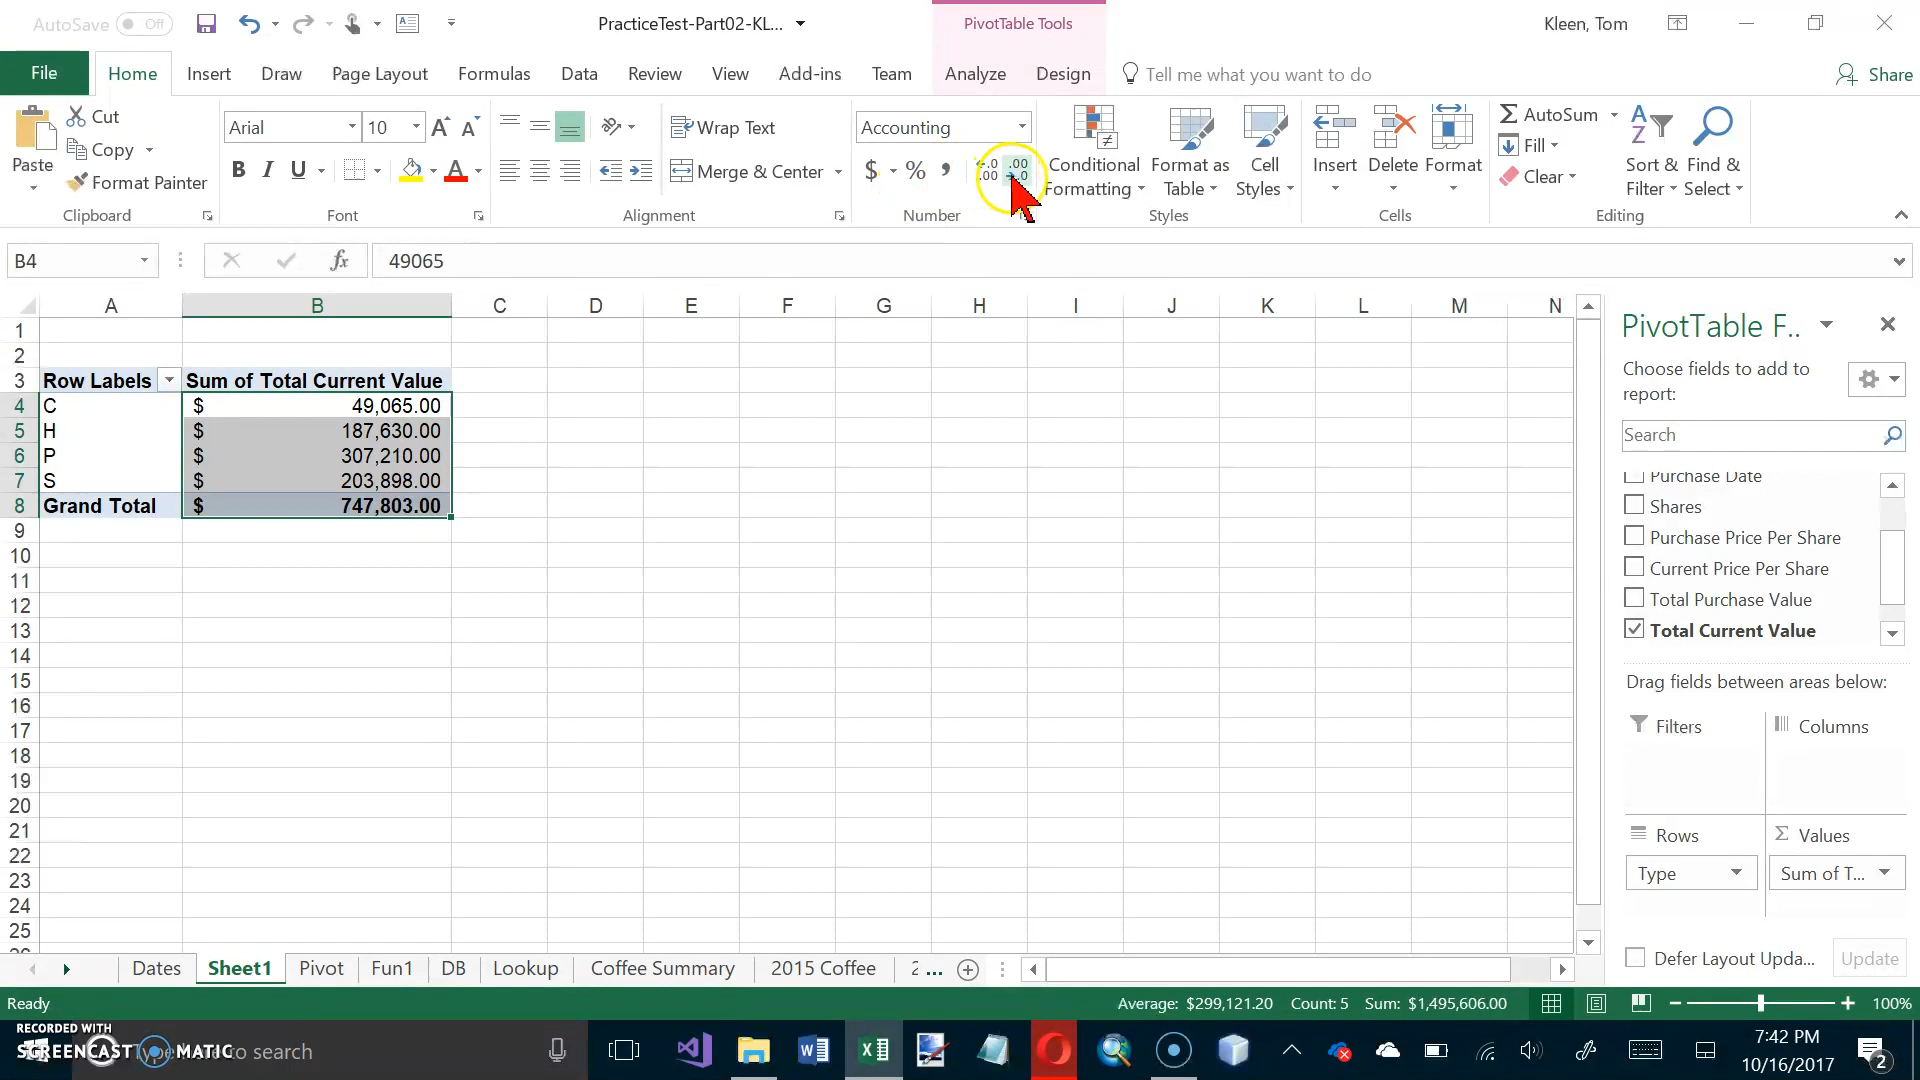 AutoSave Off PracticeTest-Part02-KL... PivotTable Tools Kleen, Tom
File Home Insert Draw Page Layout Formulas Data Review View Add-ins Team Analyze Design Tell me what you want to do Share
Paste Cut Copy Format Painter
Clipboard
Arial 10
B I U
Font
Wrap Text
Merge & Center
Alignment
Accounting
$ % ,
Number
Conditional Formatting
Format as Table
Cell Styles
Styles
Insert Delete Format
Cells
AutoSum
Fill
Clear
Sort & Filter
Find & Select
Editing
B4 fx 49065
A B C D E F G H I J K L M N
1
2
3 Row Labels Sum of Total Current Value
4 C $ 49,065.00
5 H $ 187,630.00
6 P $ 307,210.00
7 S $ 203,898.00
8 Grand Total $ 747,803.00
9
10
11
12
13
14
15
16
17
18
19
20
21
22
23
24
25
PivotTable F..
Choose fields to add to
report:
Search
Purchase Date
Shares
Purchase Price Per Share
Current Price Per Share
Total Purchase Value
Total Current Value
Drag fields between areas below:
Filters Columns
Rows Σ Values
Type Sum of T...
Defer Layout Upda... Update
Dates Sheet1 Pivot Fun1 DB Lookup Coffee Summary 2015 Coffee 2 ...
Ready Average: $299,121.20 Count: 5 Sum: $1,495,606.00 100%
RECORDED WITH
SCREENCAST MATIC
here to search
7:42 PM
10/16/2017
2